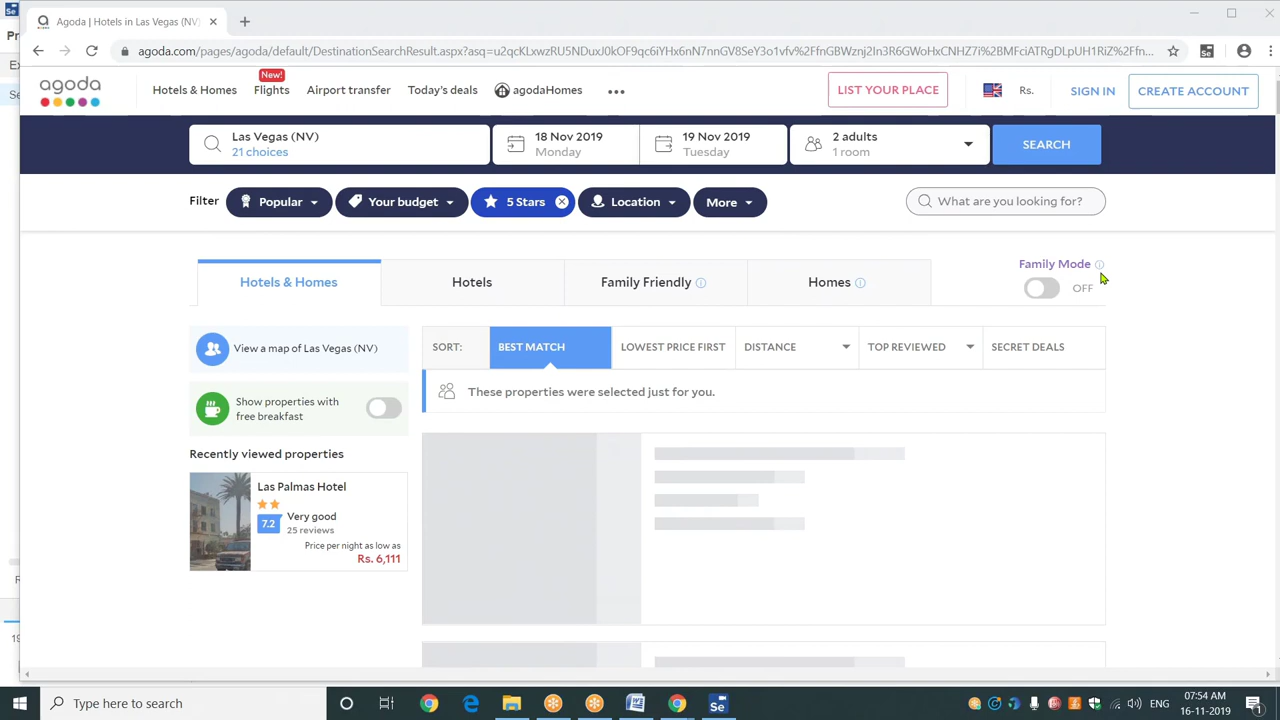 Agoda | Hotels in Las Vegas (NV)
agoda.com/pages/agoda/default/DestinationSearchResult.aspx?asq=u2qcKLxwzRU5NDuxJ0kOF9qc6iYHx6nN7nnGV8SeY3o1vfv%2FfnGBWznj2In3R6GWoHxCNHZ7i%2BMFciATRgDLpUH1RiZ%2Ffn...
agoda
Hotels & Homes
New!
Flights
Airport transfer
Today's deals
agodaHomes
LIST YOUR PLACE
Rs.
SIGN IN
CREATE ACCOUNT
Las Vegas (NV)
21 choices
18 Nov 2019
Monday
19 Nov 2019
Tuesday
2 adults
1 room
SEARCH
Filter
Popular
Your budget
5 Stars
Location
More
What are you looking for?
Hotels & Homes
Hotels
Family Friendly
Homes
Family Mode
OFF
View a map of Las Vegas (NV)
Show properties with
free breakfast
Recently viewed properties
Las Palmas Hotel
7.2
Very good
25 reviews
Price per night as low as
Rs. 6,111
SORT:
BEST MATCH
LOWEST PRICE FIRST
DISTANCE
TOP REVIEWED
SECRET DEALS
These properties were selected just for you.
Type here to search
Se
ENG
07:54 AM
16-11-2019